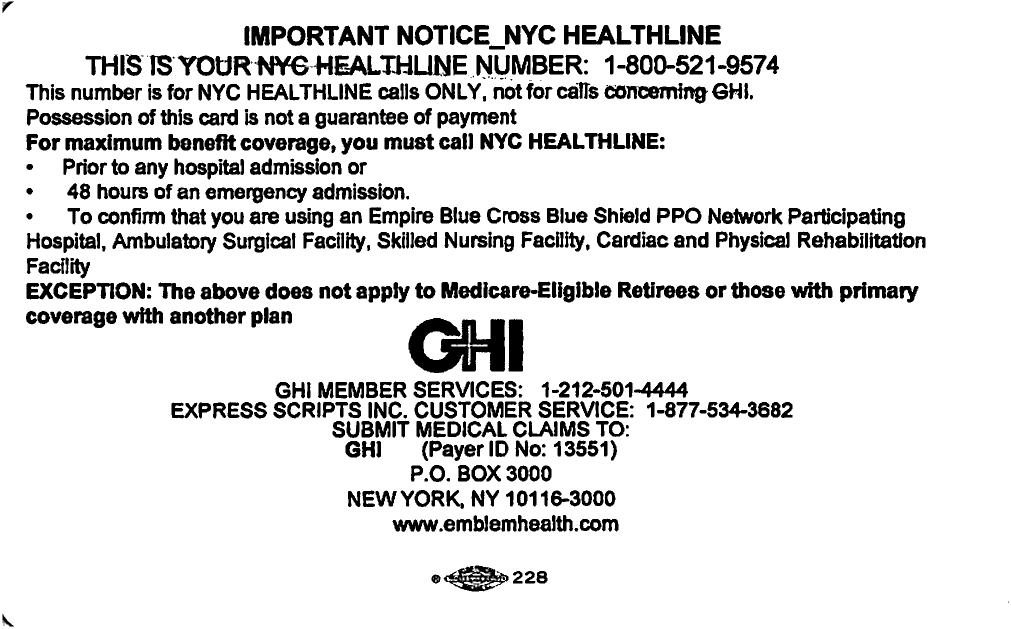 IMPORTANT NOTICE_NYC HEALTHLINE
THIS IS YOUR NYC HEALTHLINE NUMBER: 1-800-521-9574
This number is for NYC HEALTHLINE calls ONLY, not for calls concerning GHI.
Possession of this card is not a guarantee of payment
For maximum benefit coverage, you must call NYC HEALTHLINE:
• Prior to any hospital admission or
• 48 hours of an emergency admission.
• To confirm that you are using an Empire Blue Cross Blue Shield PPO Network Participating
Hospital, Ambulatory Surgical Facility, Skilled Nursing Facility, Cardiac and Physical Rehabilitation
Facility
EXCEPTION: The above does not apply to Medicare-Eligible Retirees or those with primary
coverage with another plan
GHI
GHI MEMBER SERVICES: 1-212-501-4444
EXPRESS SCRIPTS INC. CUSTOMER SERVICE: 1-877-534-3682
SUBMIT MEDICAL CLAIMS TO:
GHI (Payer ID No: 13551)
P.O. BOX 3000
NEW YORK, NY 10116-3000
www.emblemhealth.com
® 228